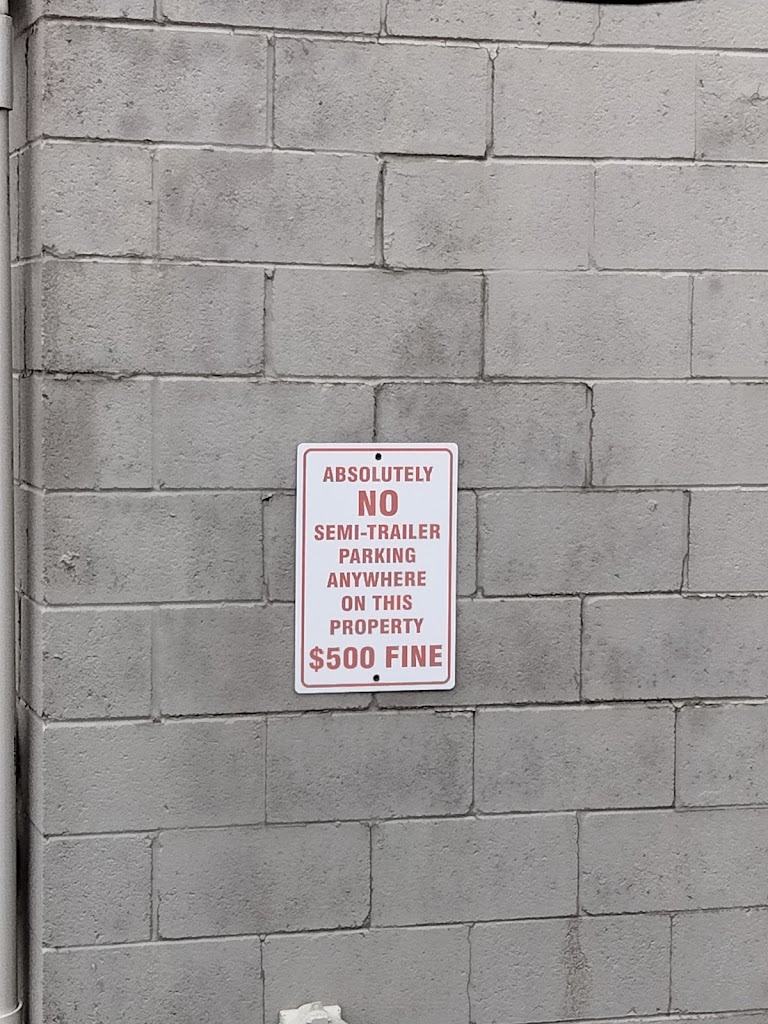 ABSOLUTELY
NO
SEMI-TRAILER
PARKING
ANYWHERE
ON THIS
PROPERTY
$500 FINE